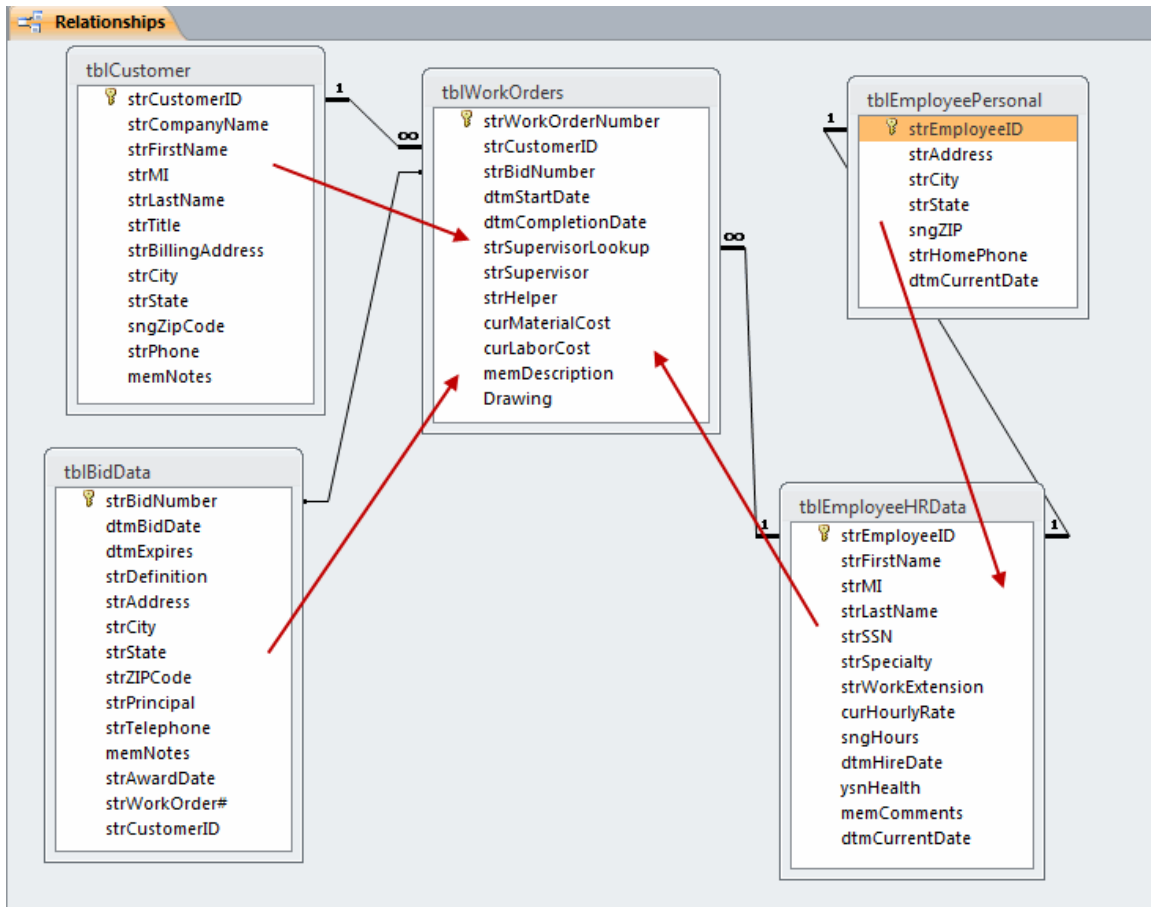 Relationships
tblCustomer
strCustomerID
strCompanyName
strFirstName
strMI
strLastName
strTitle
strBillingAddress
strCity
strState
sngZipCode
strPhone
memNotes
1
∞
tblWorkOrders
strWorkOrderNumber
strCustomerID
strBidNumber
dtmStartDate
dtmCompletionDate
strSupervisorLookup
strSupervisor
strHelper
curMaterialCost
curLaborCost
memDescription
Drawing
∞
1
tblEmployeePersonal
1
strEmployeeID
strAddress
strCity
strState
sngZIP
strHomePhone
dtmCurrentDate
tblBidData
strBidNumber
dtmBidDate
dtmExpires
strDefinition
strAddress
strCity
strState
strZIPCode
strPrincipal
strTelephone
memNotes
strAwardDate
strWorkOrder#
strCustomerID
tblEmployeeHRData
1
strEmployeeID
strFirstName
strMI
strLastName
strSSN
strSpecialty
strWorkExtension
curHourlyRate
sngHours
dtmHireDate
ysnHealth
memComments
dtmCurrentDate